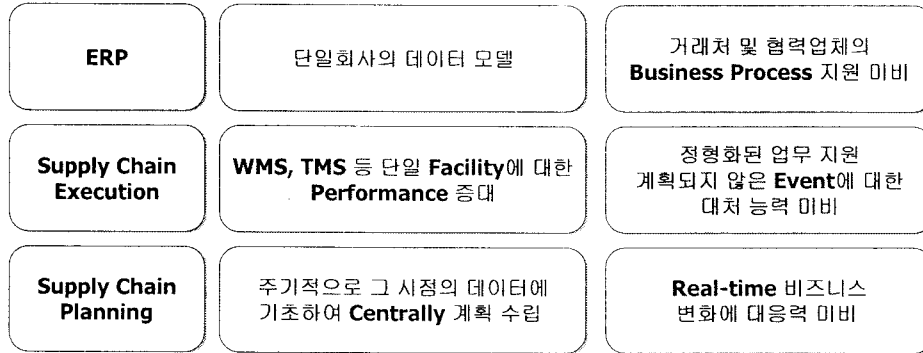 ERP
단일회사의 데이터 모델
거래처 및 협력업체의
Business Process 지원 미비
Supply Chain
Execution
WMS, TMS 등 단일 Facility에 대한
Performance 증대
정형화된 업무 지원
계획되지 않은 Event에 대한
대처 능력 미비
Supply Chain
Planning
주기적으로 그 시점의 데이터에
기초하여 Centrally 계획 수립
Real-time 비즈니스
변화에 대응력 미비